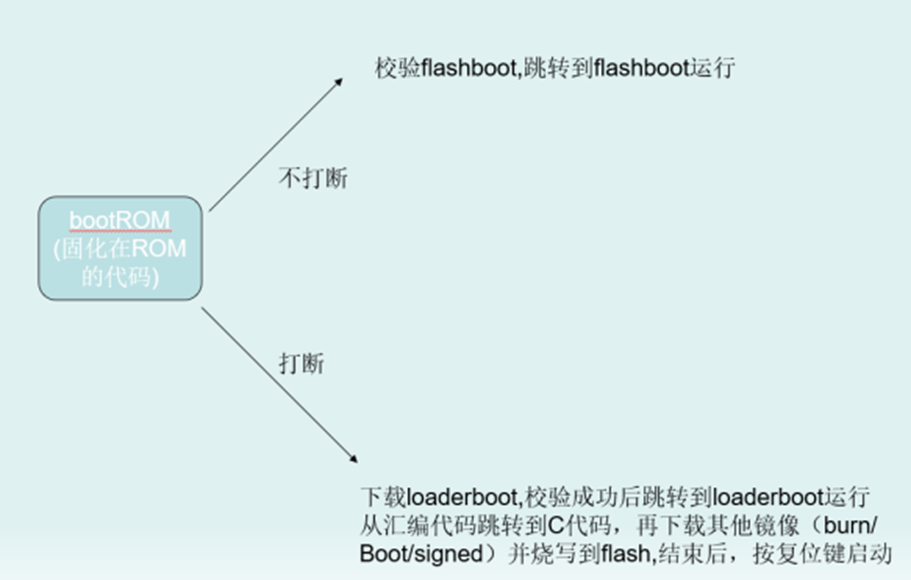 校验flashboot,跳转到flashboot运行
不打断
bootROM
(固化在ROM
的代码)
打断
下载loaderboot,校验成功后跳转到loaderboot运行
从汇编代码跳转到C代码，再下载其他镜像（burn/
Boot/signed）并烧写到flash,结束后，按复位键启动